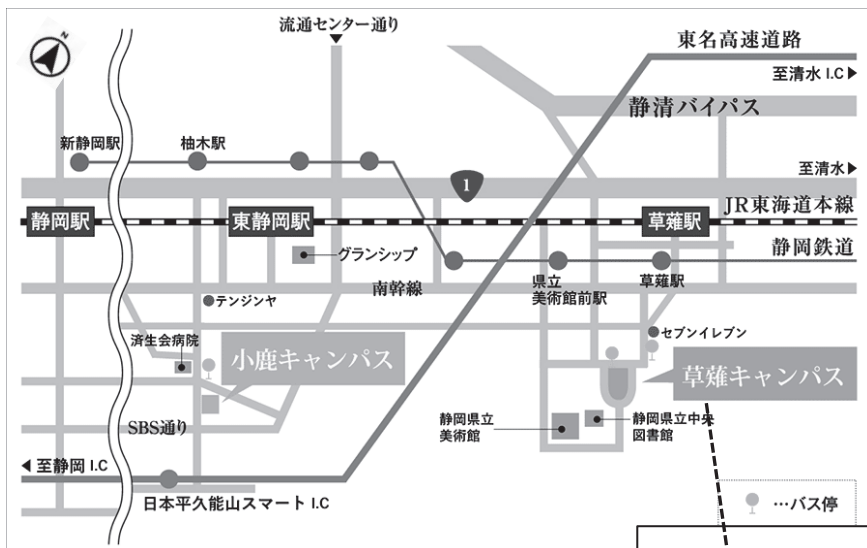 N
流通センター通り
東名高速道路
至清水 I.C
静清バイパス
新静岡駅
柚木駅
至清水
1
JR東海道本線
静岡駅
東静岡駅
草薙駅
静岡鉄道
グランシップ
県立
美術館前駅
草薙駅
南幹線
テンジンヤ
セブンイレブン
済生会病院
小鹿キャンパス
草薙キャンパス
静岡県立
美術館
静岡県立中央
図書館
SBS通り
至静岡 I.C
日本平久能山スマート I.C
…バス停